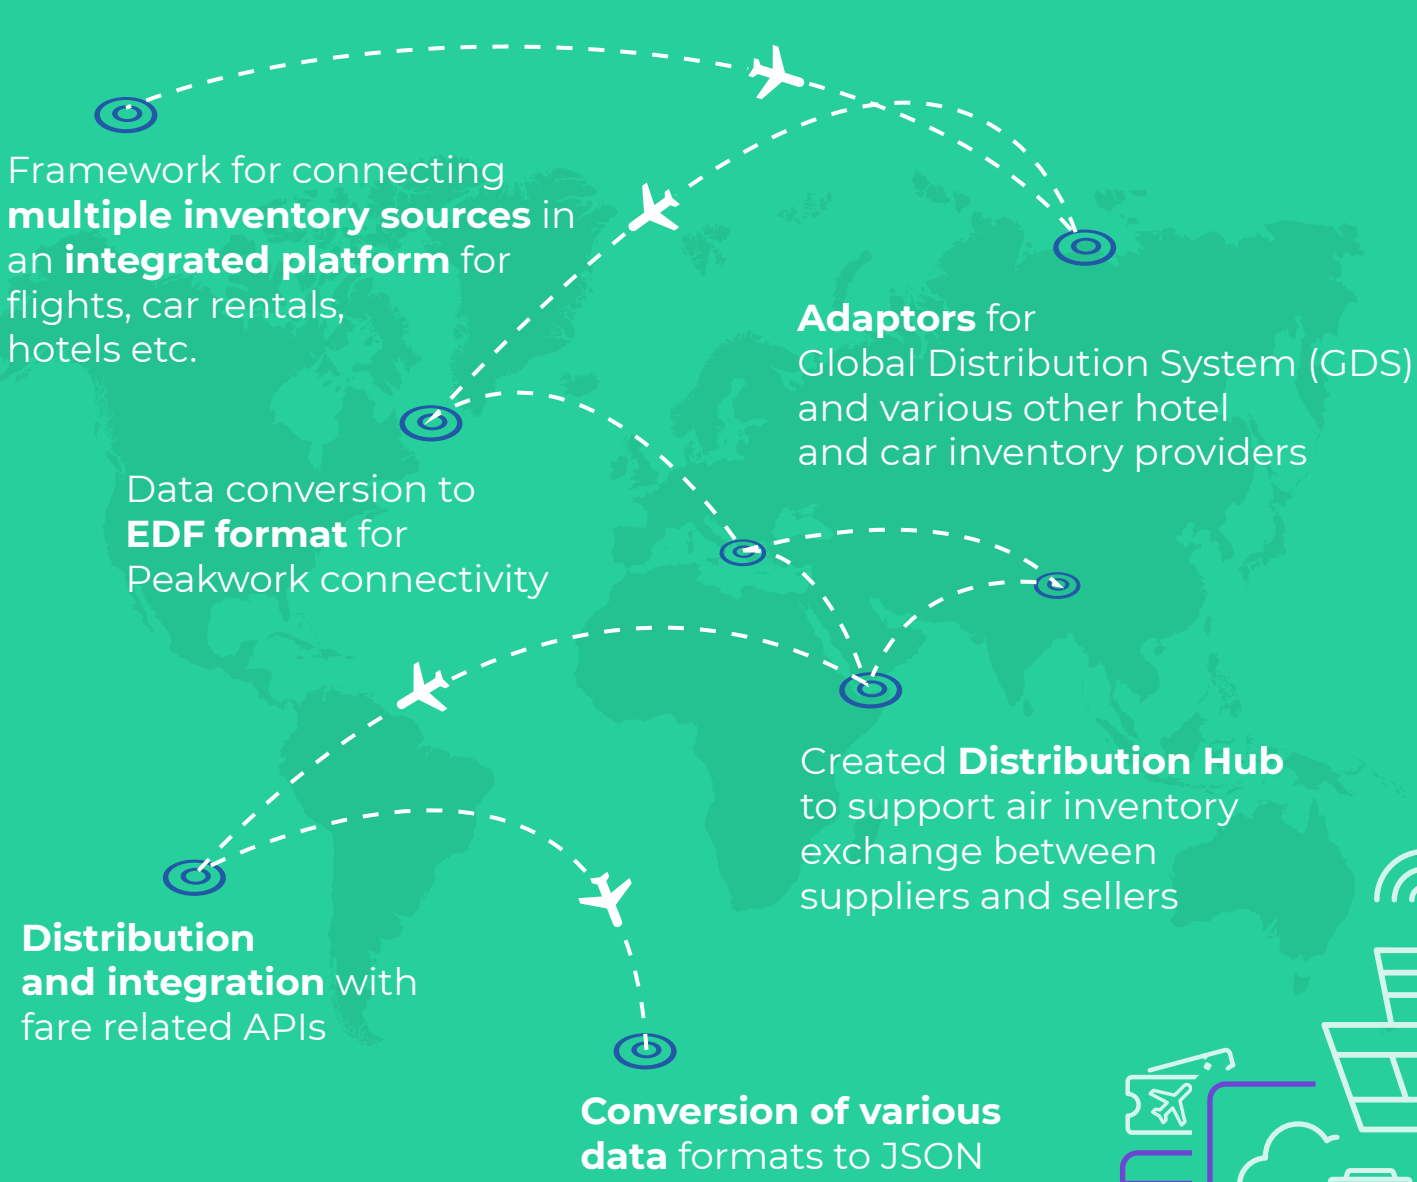 Framework for connecting
multiple inventory sources in
an integrated platform for
flights, car rentals,
hotels etc.
Adaptors for
Global Distribution System (GDS)
and various other hotel
and car inventory providers
Data conversion to
EDF format for
Peakwork connectivity
Created Distribution Hub
to support air inventory
exchange between
suppliers and sellers
Distribution
and integration with
fare related APIs
Conversion of various
data formats to JSON